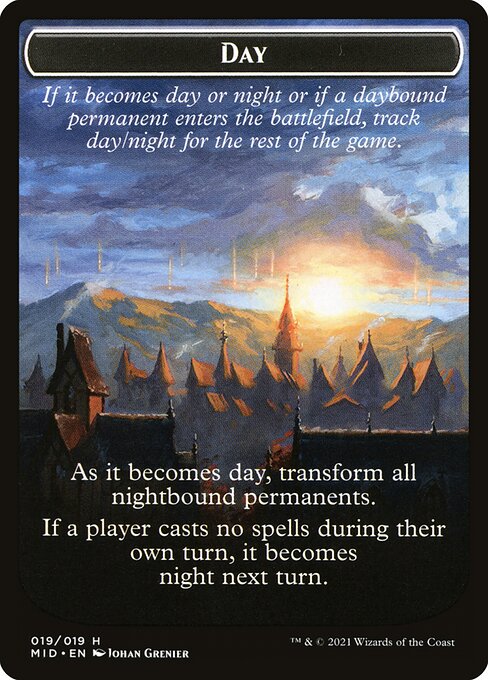 Day
If it becomes day or night or if a daybound
permanent enters the battlefield, track
day/night for the rest of the game.
As it becomes day, transform all
nightbound permanents.
If a player casts no spells during their
own turn, it becomes
night next turn.
019/019 H
MID • EN Johan Grenier
™ & © 2021 Wizards of the Coast